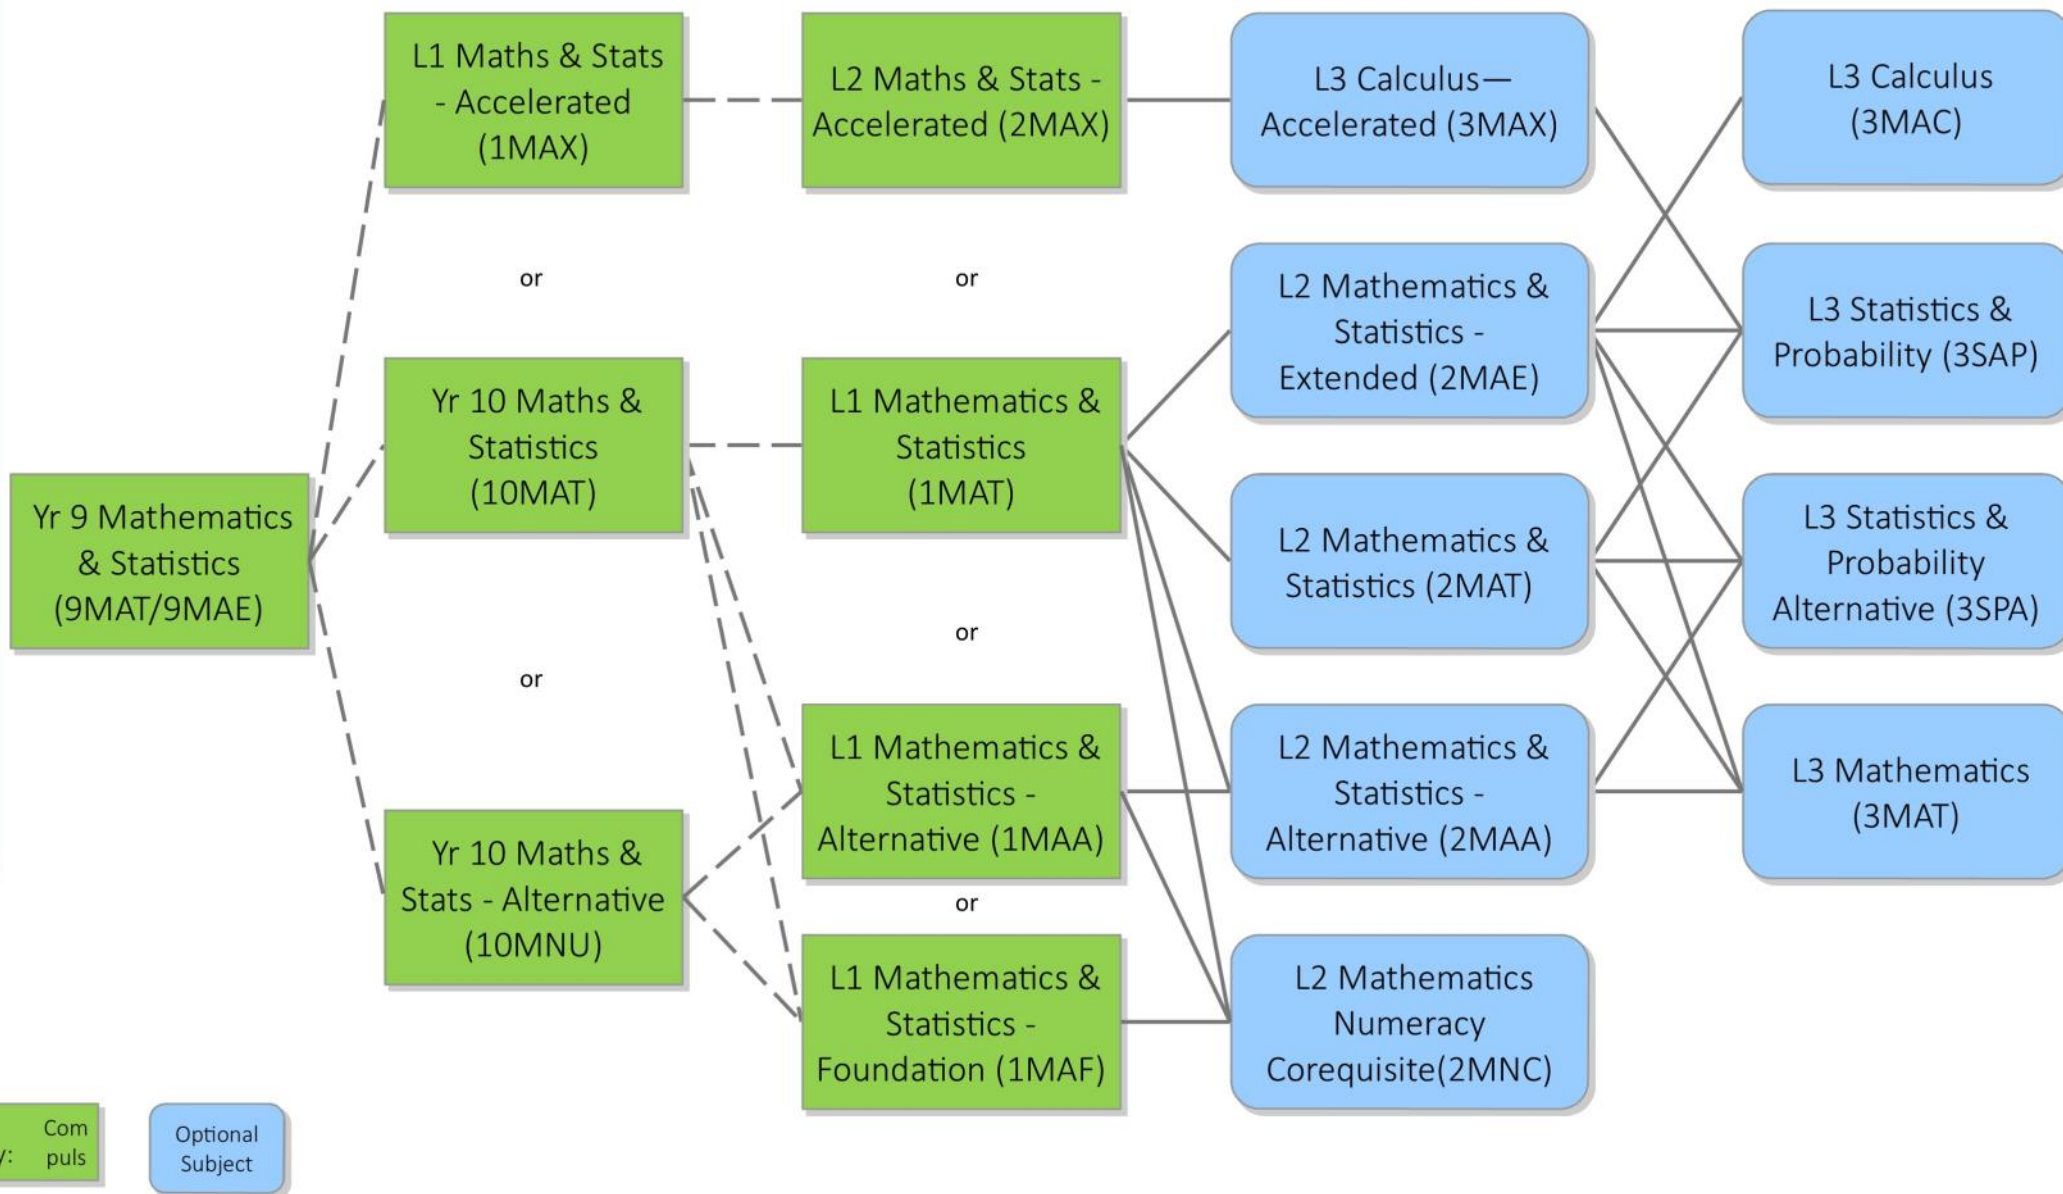 L1 Maths & Stats
- Accelerated
(1MAX)
L2 Maths & Stats -
Accelerated (2MAX)
L3 Calculus—
Accelerated (3MAX)
L3 Calculus
(3MAC)
or
or
L2 Mathematics &
Statistics -
Extended (2MAE)
L3 Statistics &
Probability (3SAP)
Yr 10 Maths &
Statistics
(10MAT)
L1 Mathematics &
Statistics
(1MAT)
Yr 9 Mathematics
& Statistics
(9MAT/9MAE)
L2 Mathematics &
Statistics (2MAT)
L3 Statistics &
Probability
Alternative (3SPA)
or
or
L1 Mathematics &
Statistics -
Alternative (1MAA)
L2 Mathematics &
Statistics -
Alternative (2MAA)
L3 Mathematics
(3MAT)
Yr 10 Maths &
Stats - Alternative
(10MNU)
or
L1 Mathematics &
Statistics -
Foundation (1MAF)
L2 Mathematics
Numeracy
Corequisite(2MNC)
y:
Com
puls
Optional
Subject